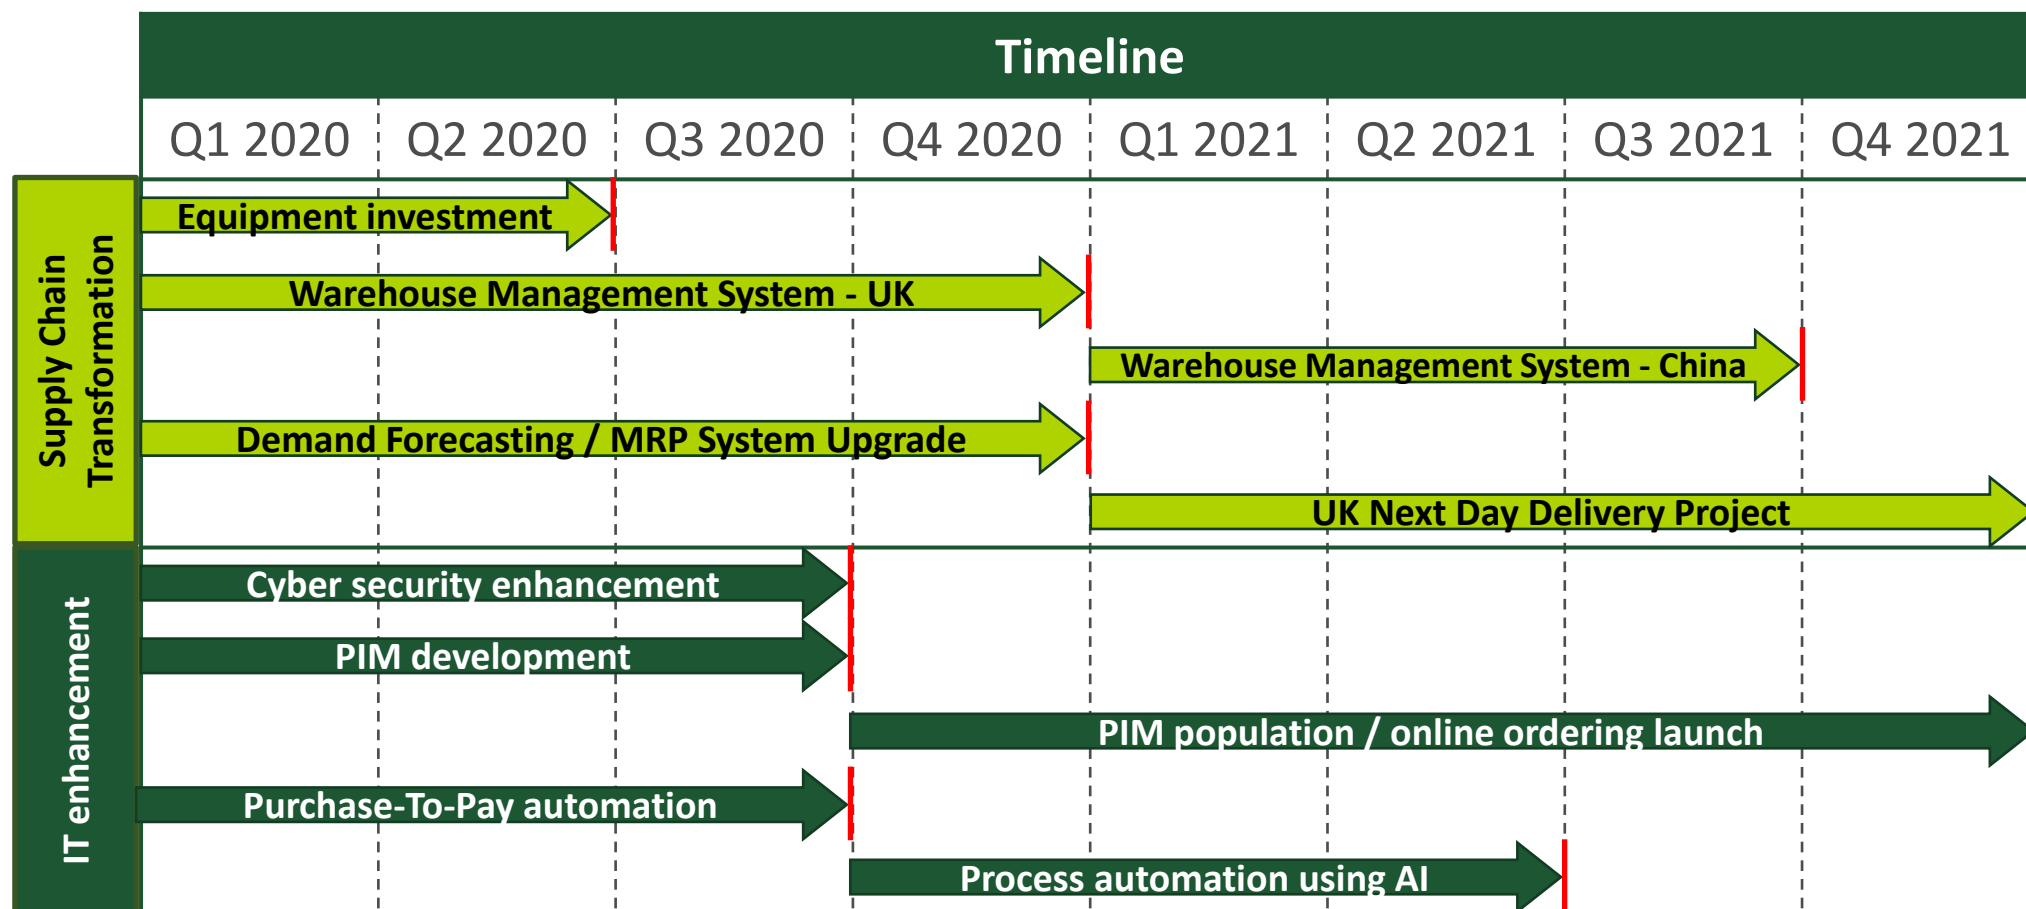 Timeline
Q1 2020 Q2 2020 Q3 2020 Q4 2020 Q1 2021 Q2 2021 Q3 2021 Q4 2021
Supply Chain
Transformation
Equipment investment
Warehouse Management System - UK
Warehouse Management System - China
Demand Forecasting / MRP System Upgrade
UK Next Day Delivery Project
IT enhancement
Cyber security enhancement
PIM development
PIM population / online ordering launch
Purchase-To-Pay automation
Process automation using AI